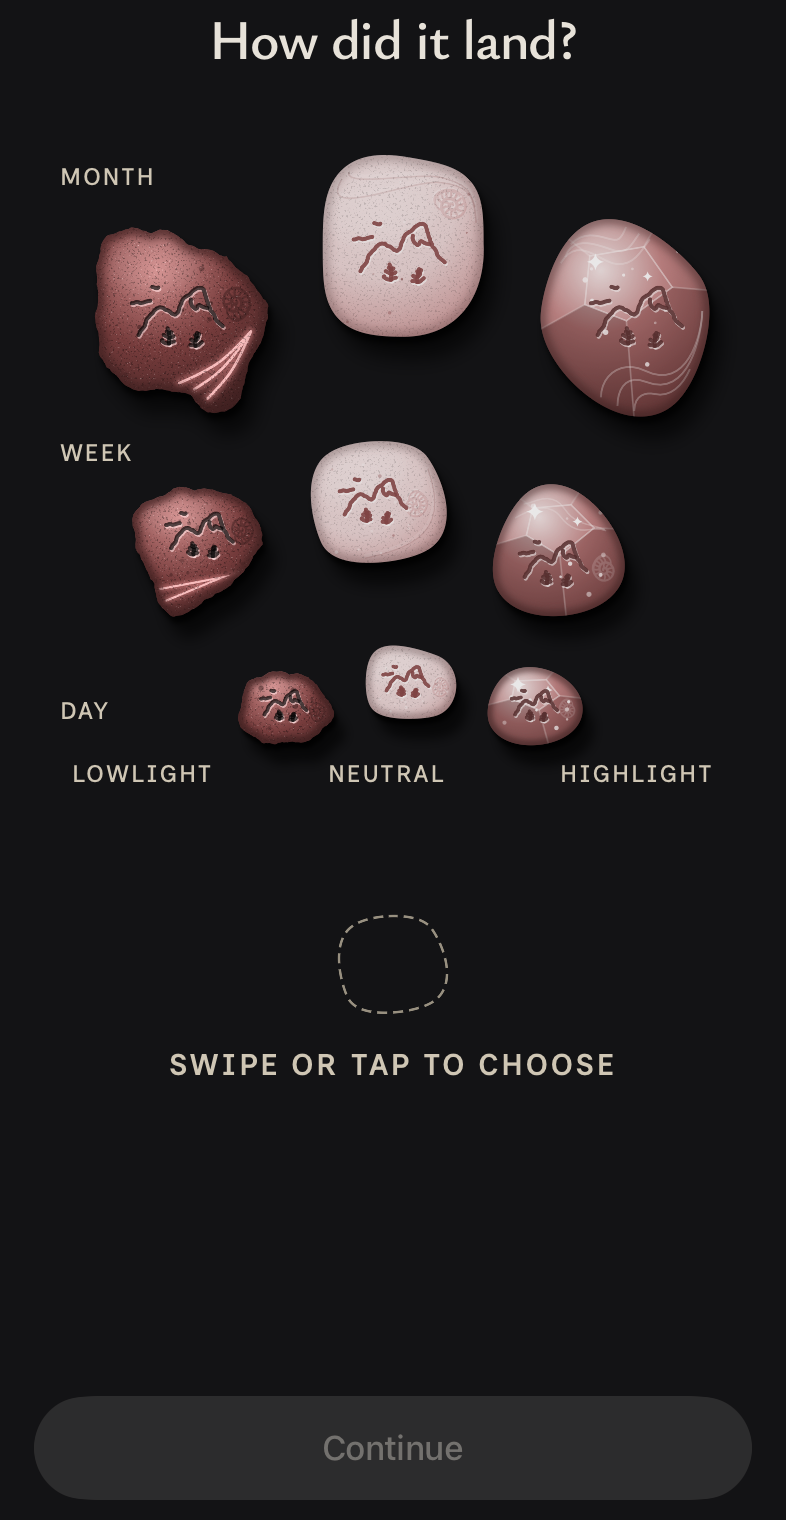 How did it land?
MONTH
WEEK
DAY
LOWLIGHT NEUTRAL HIGHLIGHT
SWIPE OR TAP TO CHOOSE
Continue